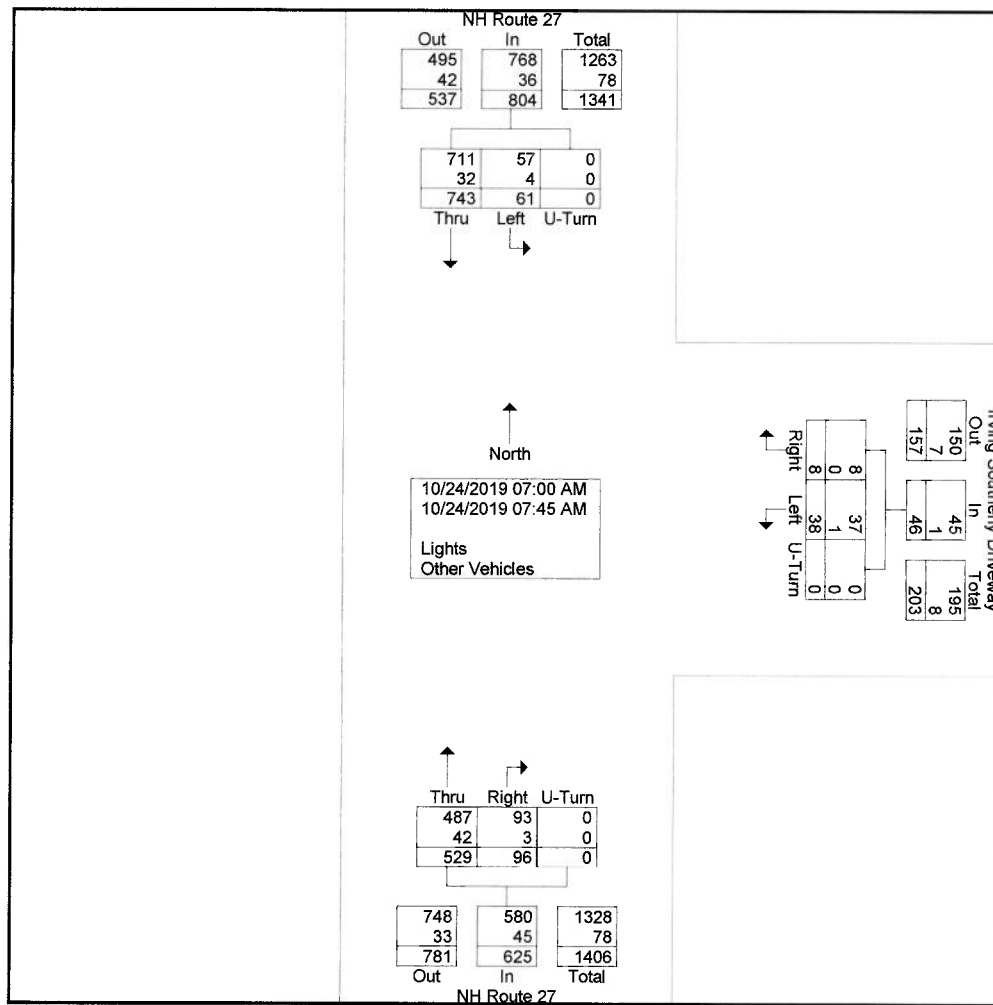 NH Route 27
Out In Total
495 768 1263
42 36 78
537 804 1341
711 57 0
32 4 0
743 61 0
Thru Left U-Turn
North
10/24/2019 07:00 AM
10/24/2019 07:45 AM
Lights
Other Vehicles
Southerly Driveway
Out In Total
150 45 195
7 1 8
157 46 203
8 37 0
0 1 0
8 38 0
Right Left U-Turn
Thru Right U-Turn
487 93 0
42 3 0
529 96 0
748 580 1328
33 45 78
781 625 1406
Out In Total
NH Route 27